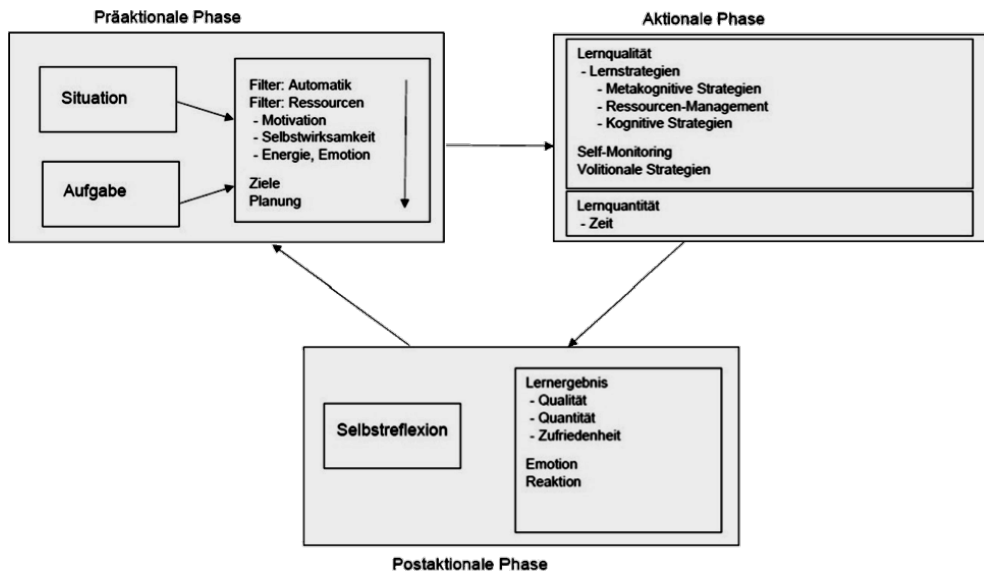 Präaktionale Phase
Situation
Aufgabe
Filter: Automatik
Filter: Ressourcen
- Motivation
- Selbstwirksamkeit
- Energie, Emotion
Ziele
Planung
Aktionale Phase
Lernqualität
- Lernstrategien
- Metakognitive Strategien
- Ressourcen-Management
- Kognitive Strategien
Self-Monitoring
Volitionale Strategien
Lernquantität
- Zeit
Selbstreflexion
Lernergebnis
- Qualität
- Quantität
- Zufriedenheit
Emotion
Reaktion
Postaktionale Phase